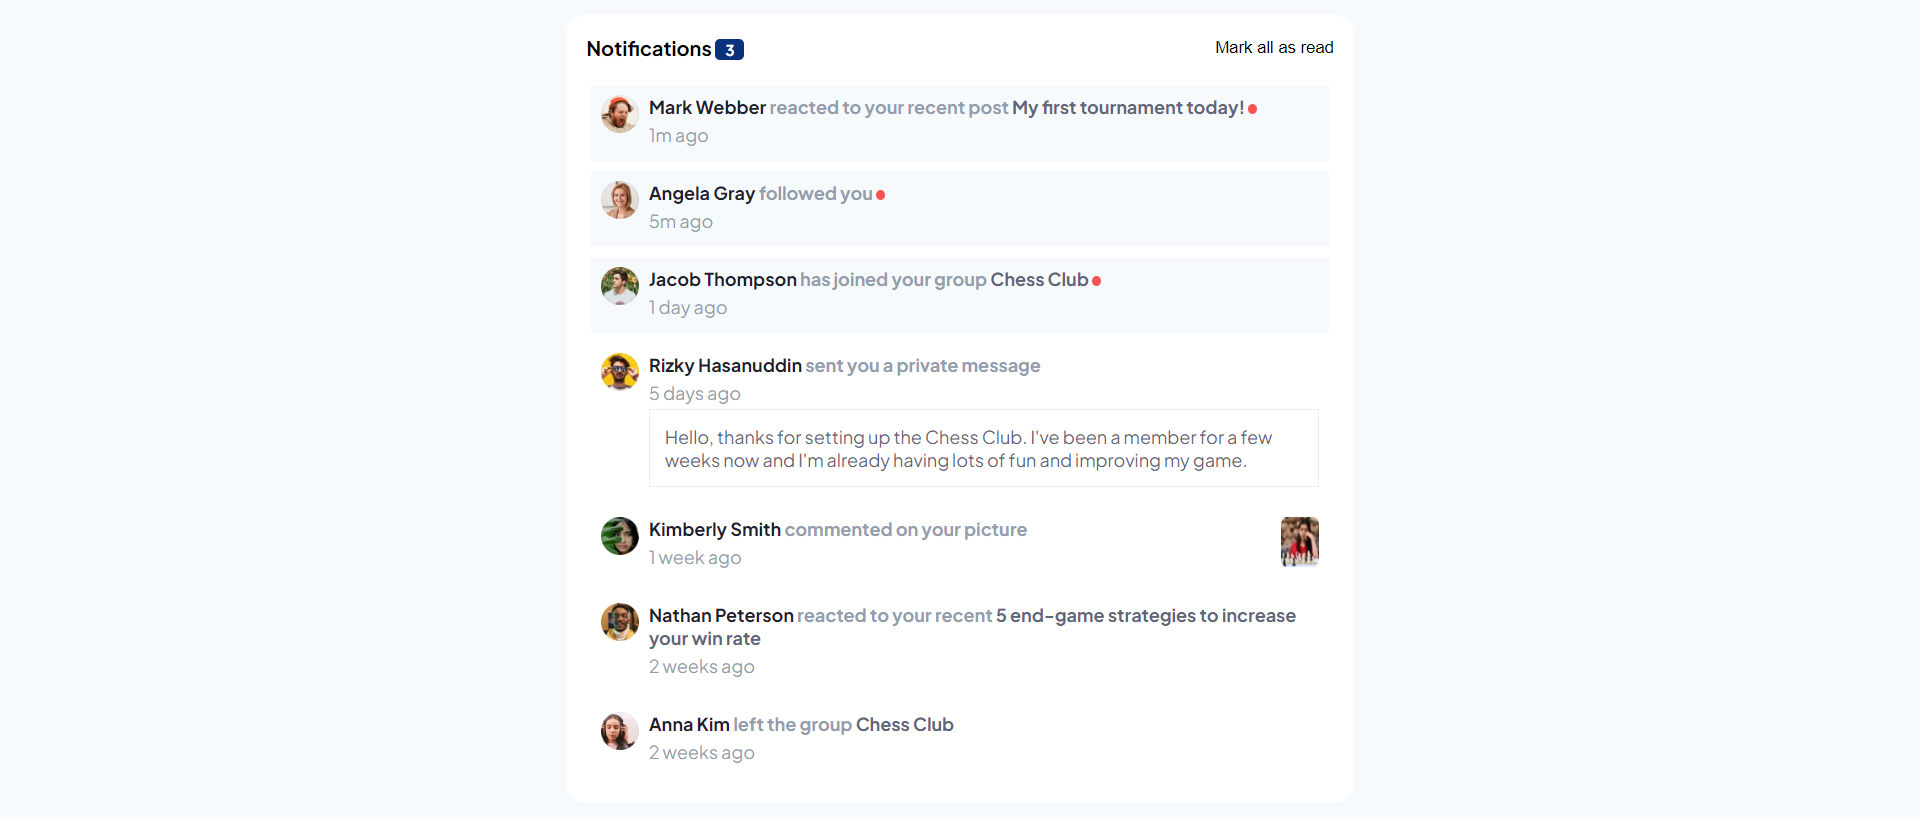 Notifications 3
Mark all as read
Mark Webber reacted to your recent post My first tournament today!
1m ago
Angela Gray followed you
5m ago
Jacob Thompson has joined your group Chess Club
1 day ago
Rizky Hasanuddin sent you a private message
5 days ago
Hello, thanks for setting up the Chess Club. I've been a member for a few
weeks now and I'm already having lots of fun and improving my game.
Kimberly Smith commented on your picture
1 week ago
Nathan Peterson reacted to your recent 5 end-game strategies to increase
your win rate
2 weeks ago
Anna Kim left the group Chess Club
2 weeks ago